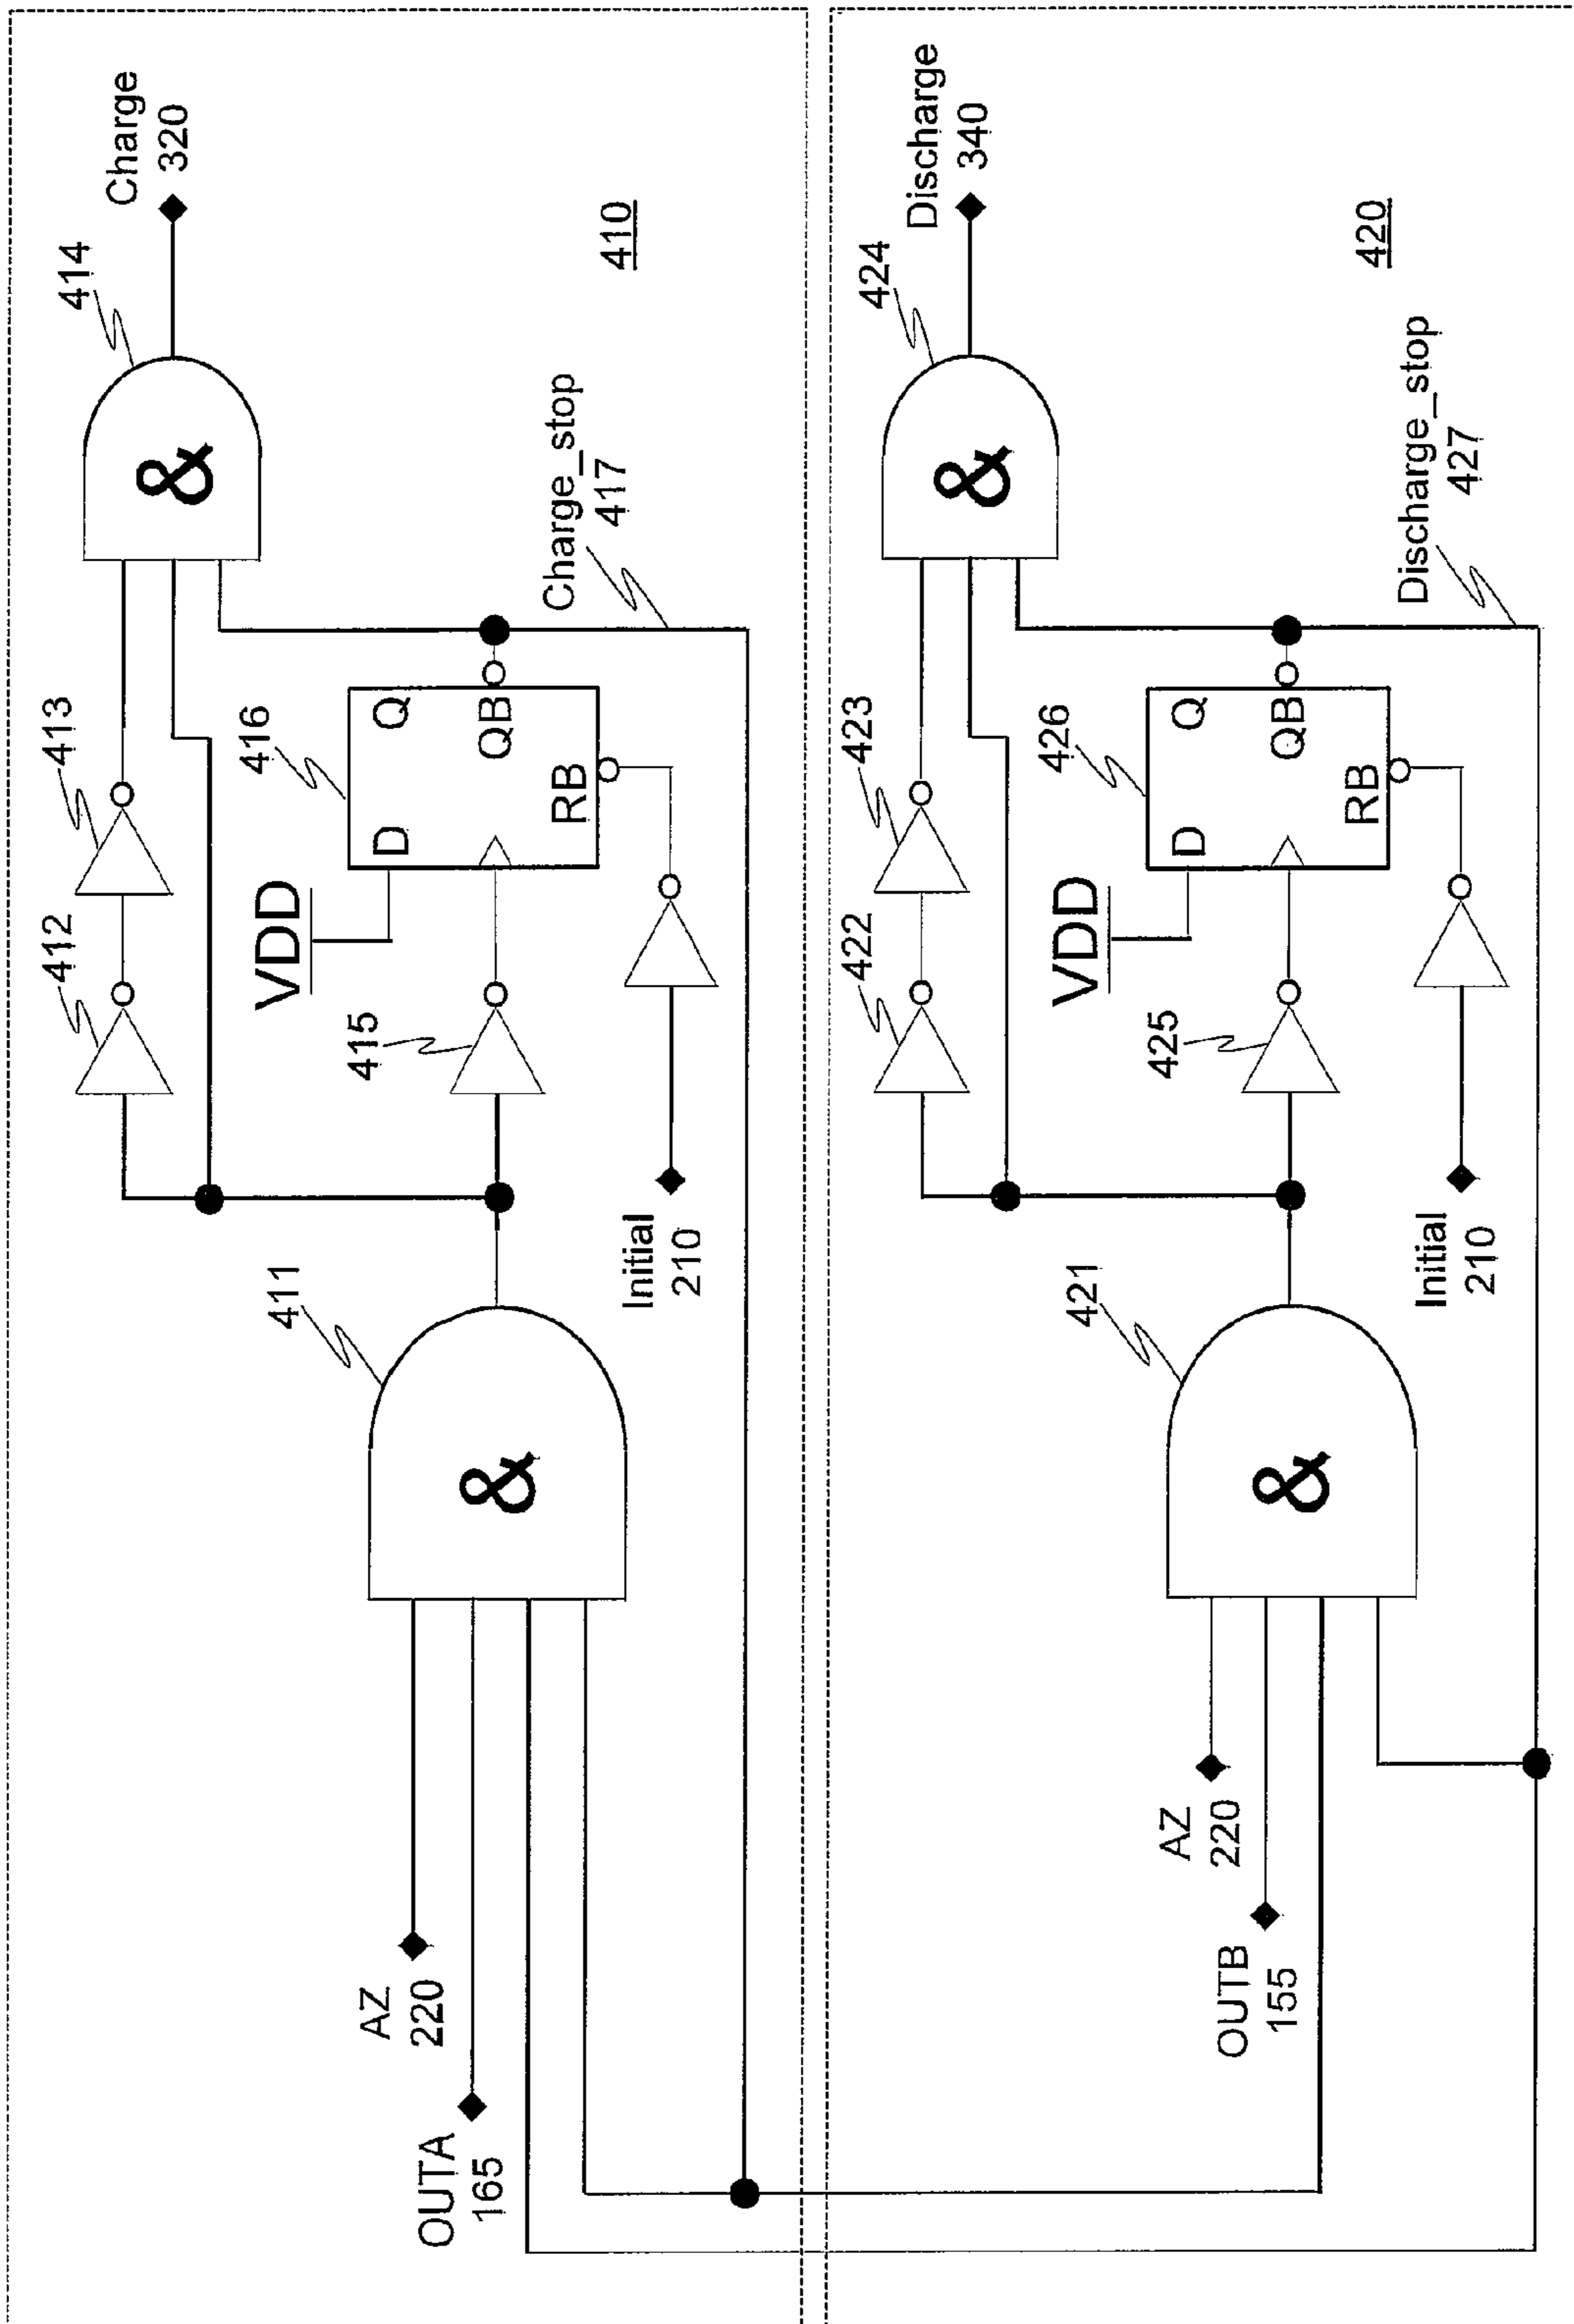 Charge
320
414
410
413
412
&
Charge_stop
417
416
D
Q
QB
RB
VDD
415
411
&
Initial
210
AZ
220
OUTA
165
Discharge
340
424
420
423
422
&
Discharge_stop
427
426
D
Q
QB
RB
VDD
425
421
&
Initial
210
AZ
220
OUTB
155